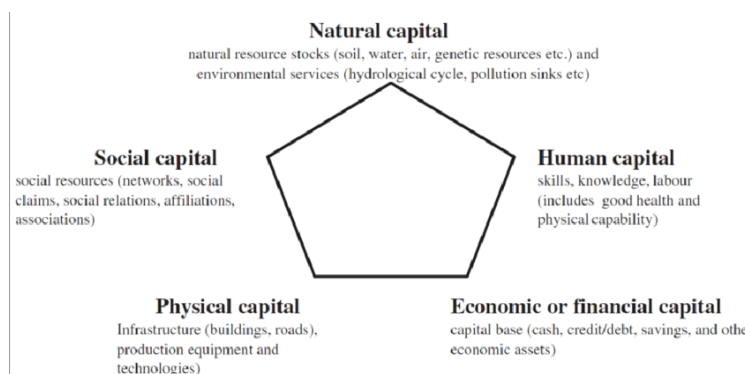 Natural capital
natural resource stocks (soil, water, air, genetic resources etc.) and
environmental services (hydrological cycle, pollution sinks etc)
Social capital
social resources (networks, social
claims, social relations, affiliations,
associations)
Human capital
skills, knowledge, labour
(includes good health and
physical capability)
Physical capital
Infrastructure (buildings, roads),
production equipment and
technologies)
Economic or financial capital
capital base (cash, credit/debt, savings, and othe
economic assets)